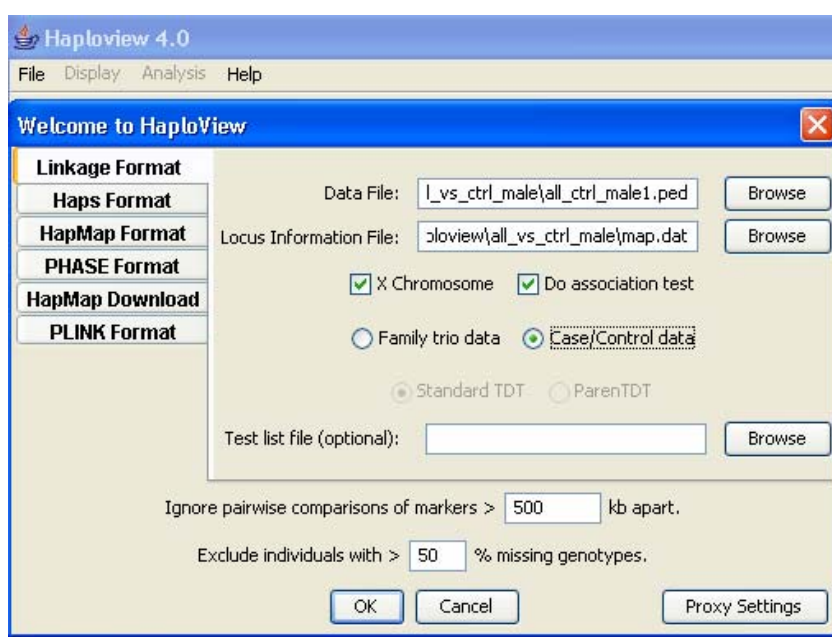 Haploview 4.0
File Display Analysis Help
Welcome to HaploView
Linkage Format
Haps Format
HapMap Format
PHASE Format
HapMap Download
PLINK Format
Data File: l_vs_ctrl_male\all_ctrl_male1.ped Browse
Locus Information File: ploview\all_vs_ctrl_male\map.dat Browse
X Chromosome Do association test
Family trio data Case/Control data
Standard TDT ParenTDT
Test list file (optional): Browse
Ignore pairwise comparisons of markers > 500 kb apart.
Exclude individuals with > 50 % missing genotypes.
OK Cancel Proxy Settings